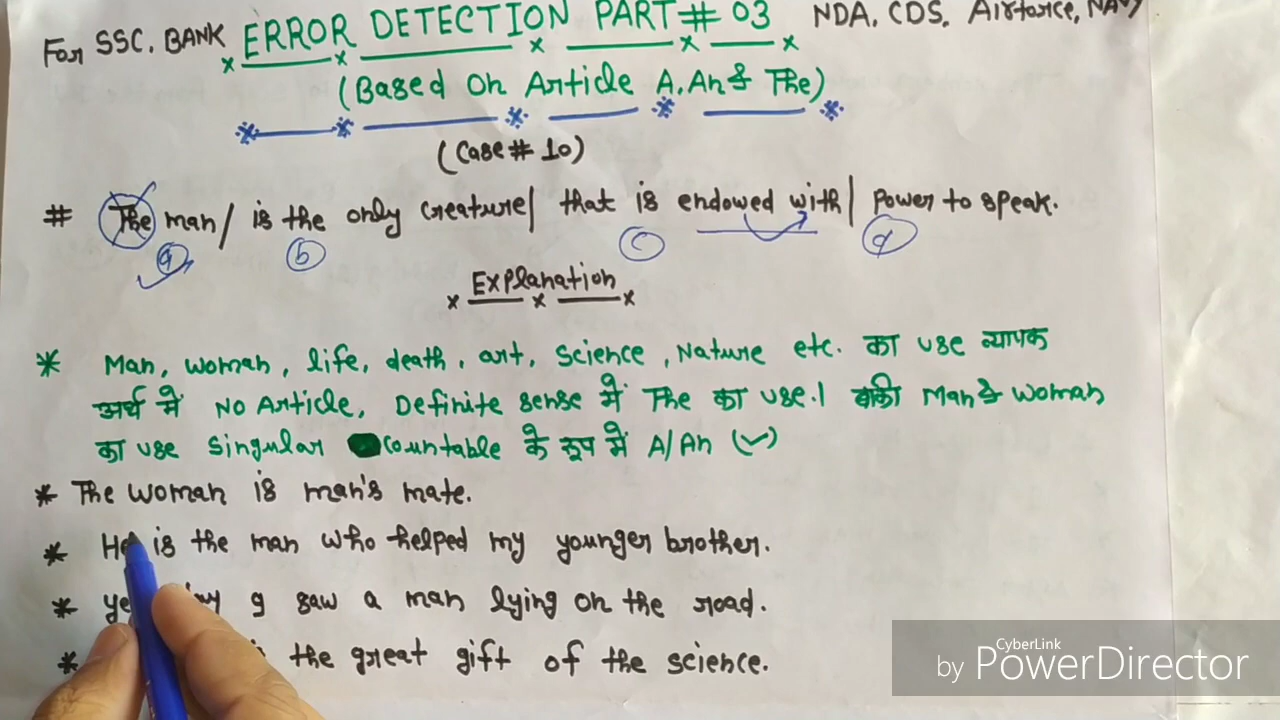 For SSC, BANK ERROR DETECTION PART # 03 NDA, CDS, Airforce, NAVY
(Based On Article A, An & The)
(Case # 10)
# The man/ is the only creature/ that is endowed with/ Power to speak.
a b c d
Explanation
* Man, woman, life, death, art, science, Nature etc. का use व्यापक
अर्थ में No Article, Definite sense में The का use। बाकी Man & woman
का use singular countable के रूप में A/An (✓)
* The woman is man's mate.
* He is the man who helped my younger brother.
* I saw a man lying on the road.
* the great gift of the science.
CyberLink
by PowerDirector